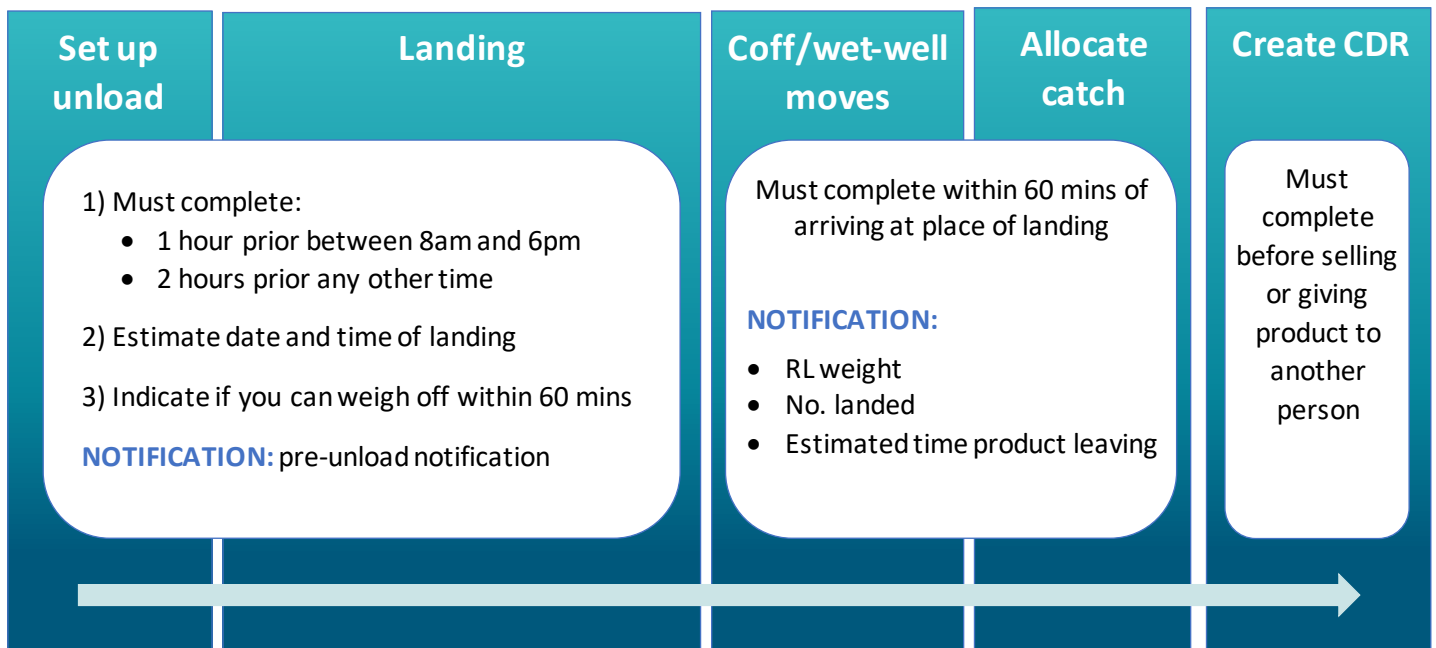 Set up
unload
Landing
Coff/wet-well
moves
Allocate
catch
Create CDR
1) Must complete:
• 1 hour prior between 8am and 6pm
• 2 hours prior any other time
2) Estimate date and time of landing
3) Indicate if you can weigh off within 60 mins
NOTIFICATION: pre-unload notification
Must complete within 60 mins of
arriving at place of landing
NOTIFICATION:
• RL weight
• No. landed
• Estimated time product leaving
Must
complete
before selling
or giving
product to
another
person